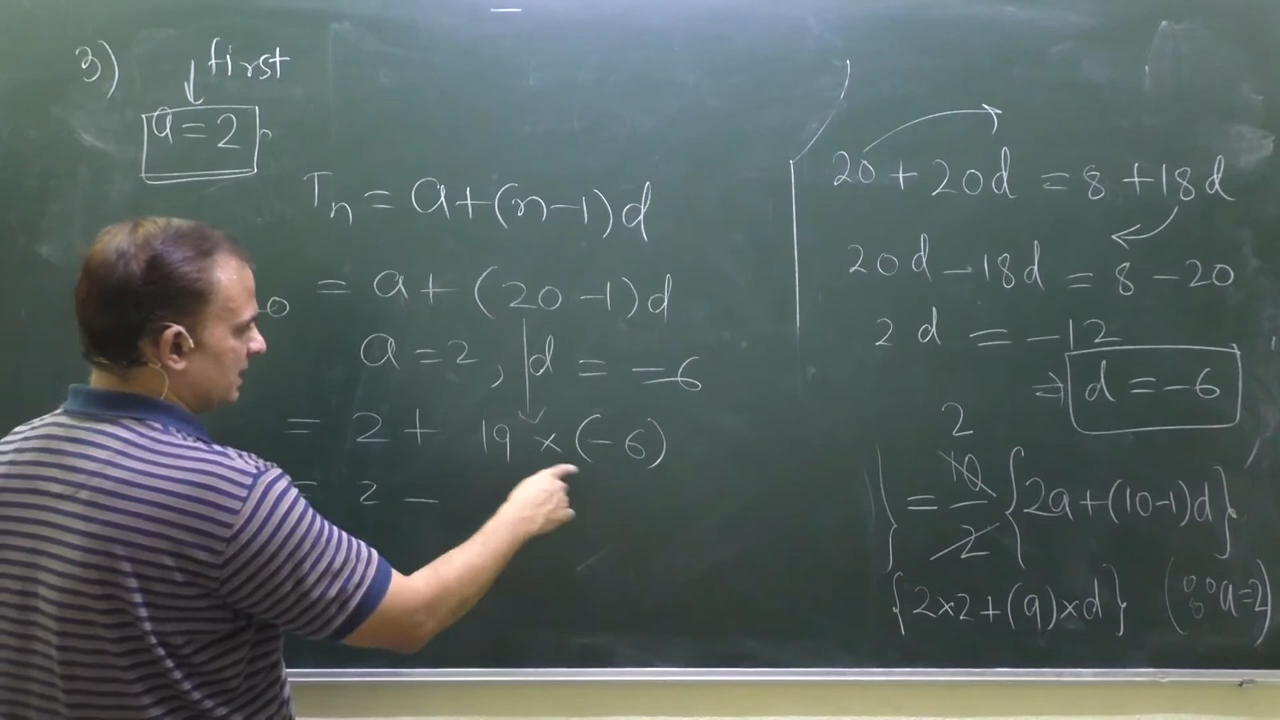 3)
first
a = 2
Tn = a + (n - 1) d
= a + (20 - 1) d
a = 2, d = -6
= 2 + 19 × (-6)
= 2 -
20 + 20d = 8 + 18d
20d - 18d = 8 - 20
2d = -12
⇒ d = -6
2
= 10/2 {2a + (10-1)d}
{2×2 + (9)×d} (∵ a=2)